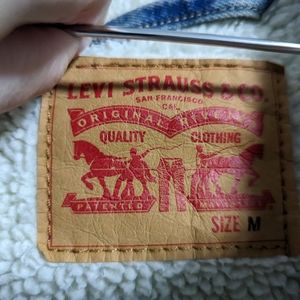 LEVI STRAUSS & CO.
SAN FRANCISCO
CAL.
ORIGINAL RIVETED
QUALITY CLOTHING
PATENTED
SIZE M